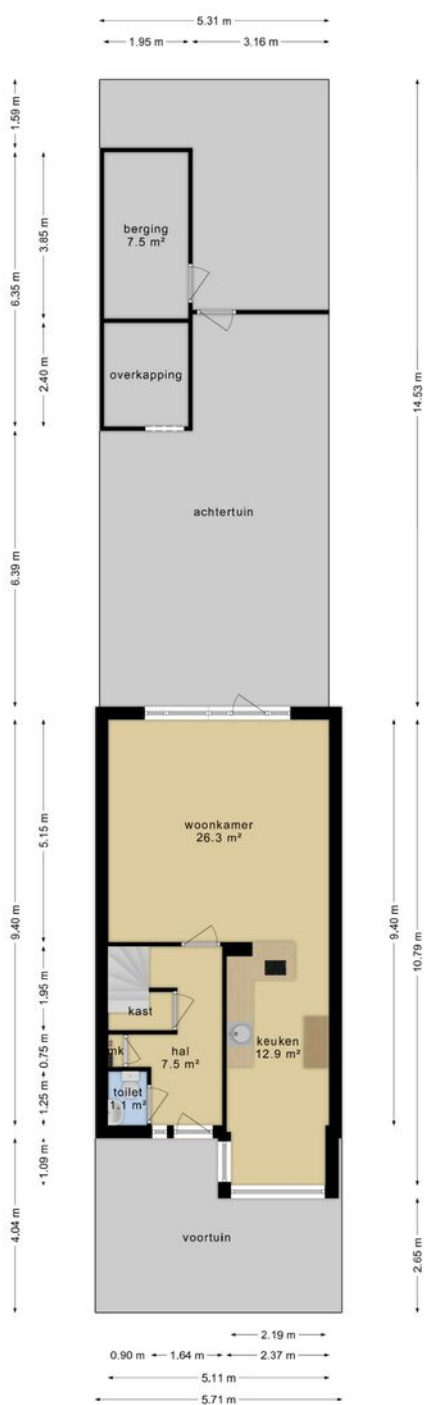 5.31 m
1.95 m
3.16 m
1.59 m
berging
7.5 m²
3.85 m
6.35 m
overkapping
2.40 m
14.53 m
achtertuin
6.39 m
woonkamer
26.3 m²
5.15 m
9.40 m
9.40 m
10.79 m
1.95 m
kast
mk
hal
7.5 m²
keuken
12.9 m²
0.75 m
toilet
1.1 m²
1.25 m
1.09 m
4.04 m
voortuin
2.65 m
2.19 m
0.90 m
1.64 m
2.37 m
5.11 m
5.71 m